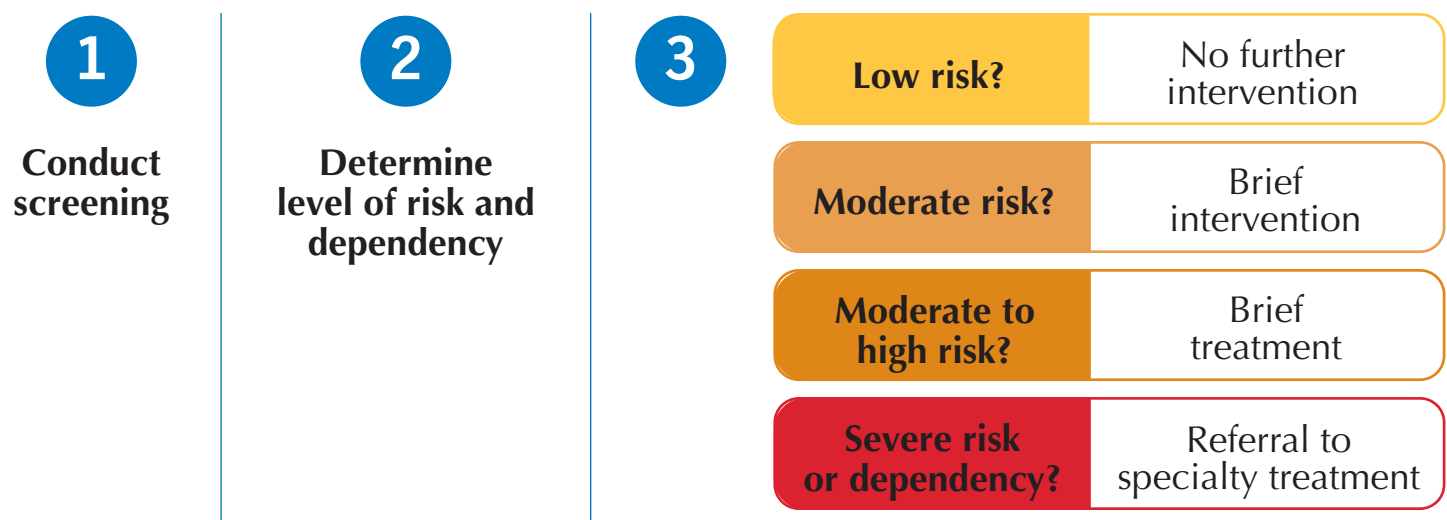 1
Conduct
screening
2
Determine
level of risk and
dependency
3
Low risk?
No further
intervention
Moderate risk?
Brief
intervention
Moderate to
high risk?
Brief
treatment
Severe risk
or dependency?
Referral to
specialty treatment